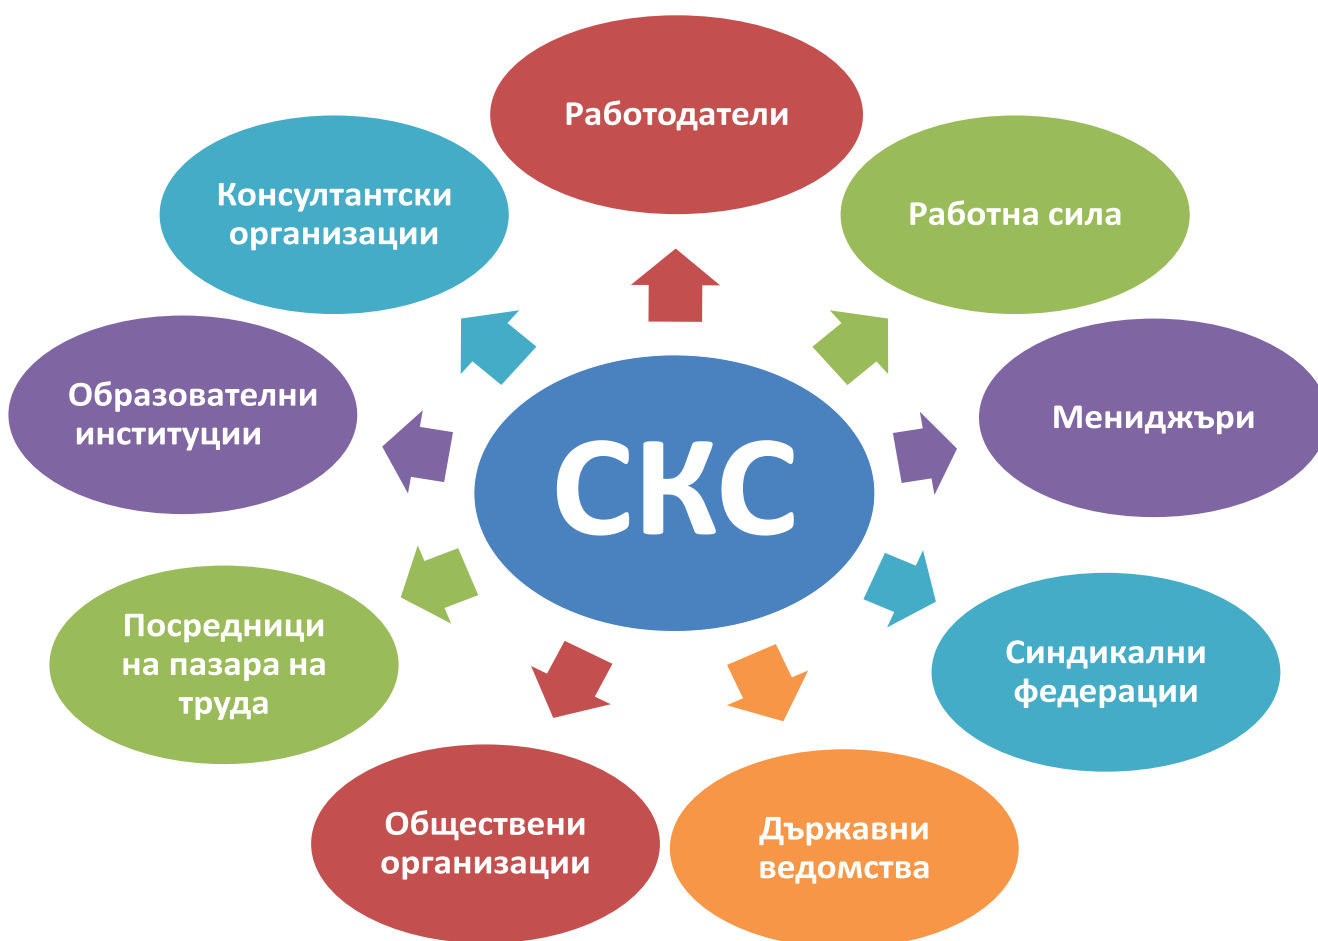 Работодатели
Консултантски
организации
Работна сила
Образователни
институции
Мениджъри
СКС
Посредници
на пазара на
труда
Синдикални
федерации
Обществени
организации
Държавни
ведомства